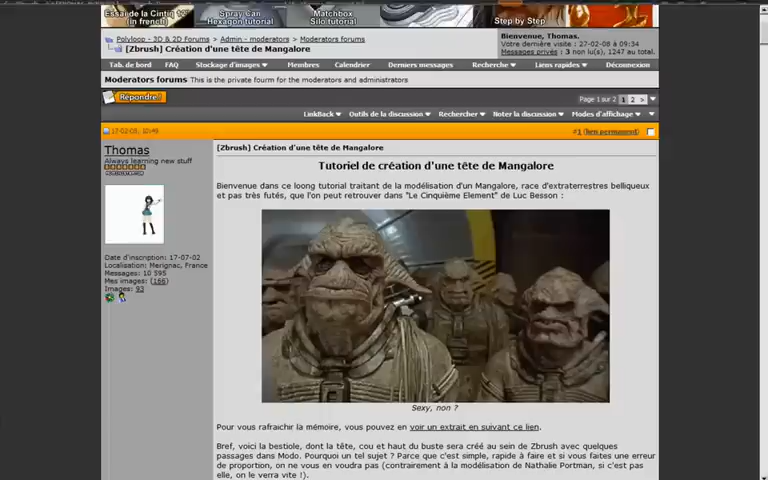 Essai de la Cintiq 12"
(in french)
Spray Can
Hexagon tutorial
Matchbox
Silo tutorial
Step by Step
Polyloop - 3D & 2D Forums > Admin - moderators > Moderators forums
[Zbrush] Création d'une tête de Mangalore
Bienvenue, Thomas.
Votre dernière visite : 27-02-08 à 09:34
Messages privés : 3 non lu(s), 1247 au total.
Tab. de bord FAQ Stockage d'images Membres Calendrier Derniers messages Recherche Liens rapides Déconnexion
Moderators forums This is the private fourm for the moderators and administrators
Répondre!
Page 1 sur 2 1 2 >
LinkBack Outils de la discussion Rechercher Noter la discussion Modes d'affichage
#1 (lien permanent)
Thomas
Always learning new stuff
Date d'inscription: 17-07-02
Localisation: Merignac, France
Messages: 10 595
Mes images: (166)
Images: 93
[Zbrush] Création d'une tête de Mangalore
Tutoriel de création d'une tête de Mangalore
Bienvenue dans ce loong tutorial traitant de la modélisation d'un Mangalore, race d'extraterrestres belliqueux
et pas très futés, que l'on peut retrouver dans "Le Cinquième Element" de Luc Besson :
Sexy, non ?
Pour vous rafraichir la mémoire, vous pouvez en voir un extrait en suivant ce lien.
Bref, voici la bestiole, dont la tête, cou et haut du buste sera créé au sein de Zbrush avec quelques
passages dans Modo. Pourquoi un tel sujet ? Parce que c'est simple, rapide à faire et si vous faites une erreur
de proportion, on ne vous en voudra pas (contrairement à la modélisation de Nathalie Portman, si c'est pas
elle, on le verra vite !).